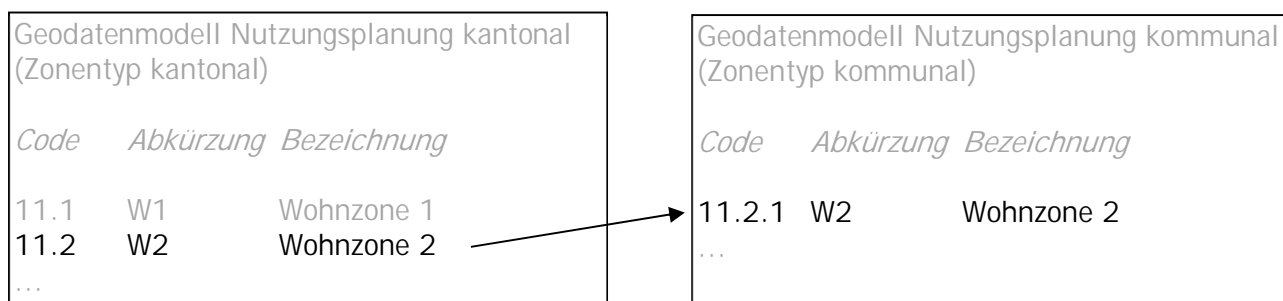 Geodatenmodell Nutzungsplanung kantonal
(Zonentyp kantonal)
Code Abkürzung Bezeichnung
11.1 W1 Wohnzone 1
11.2 W2 Wohnzone 2
...
Geodatenmodell Nutzungsplanung kommunal
(Zonentyp kommunal)
Code Abkürzung Bezeichnung
11.2.1 W2 Wohnzone 2
...